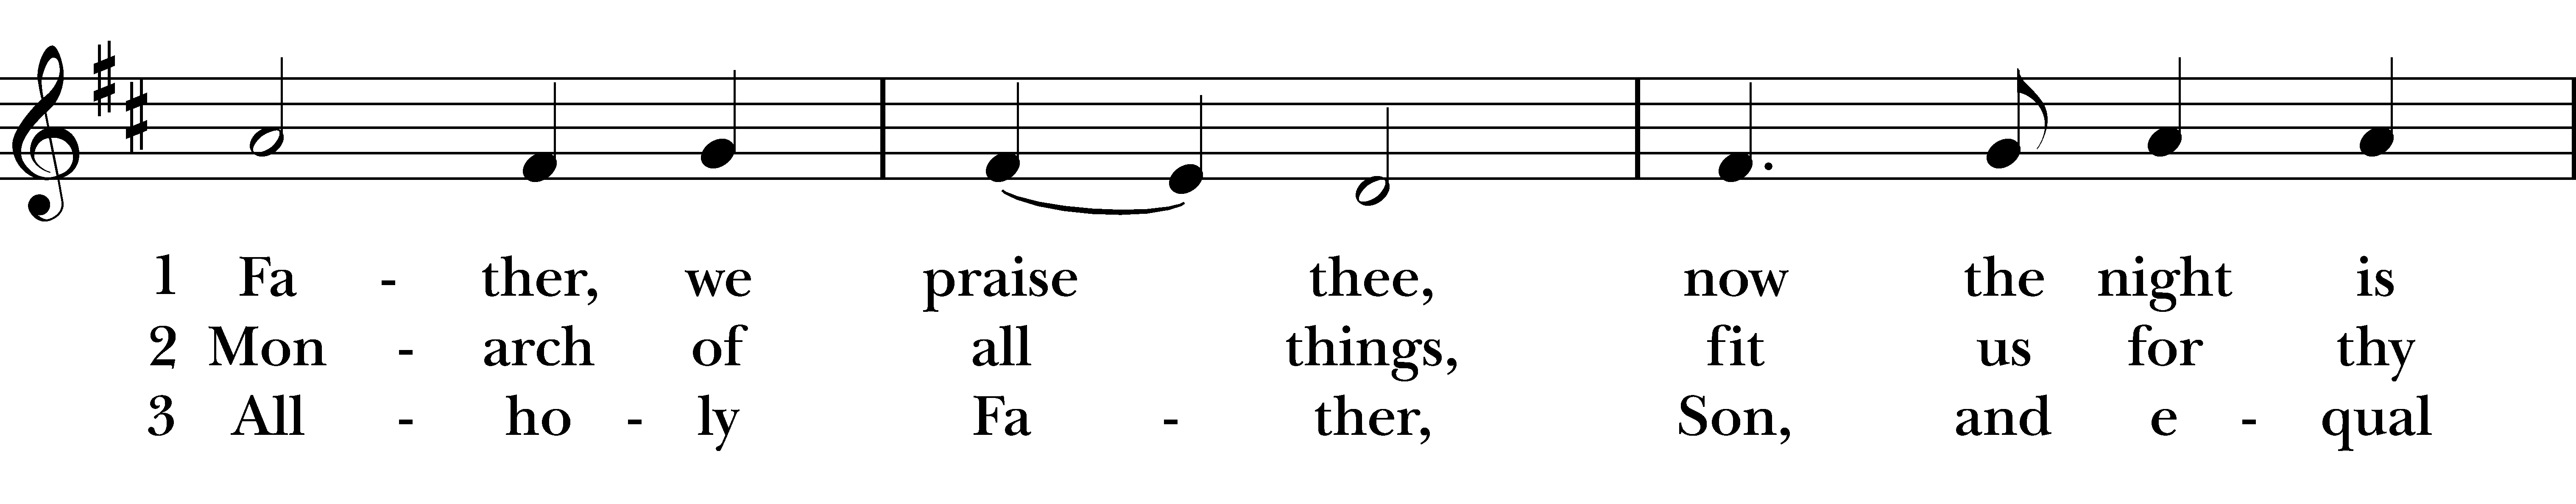 1 Fa - ther, we praise thee, now the night is
2 Mon - arch of all things, fit us for thy
3 All - ho - ly Fa - ther, Son, and e - qual